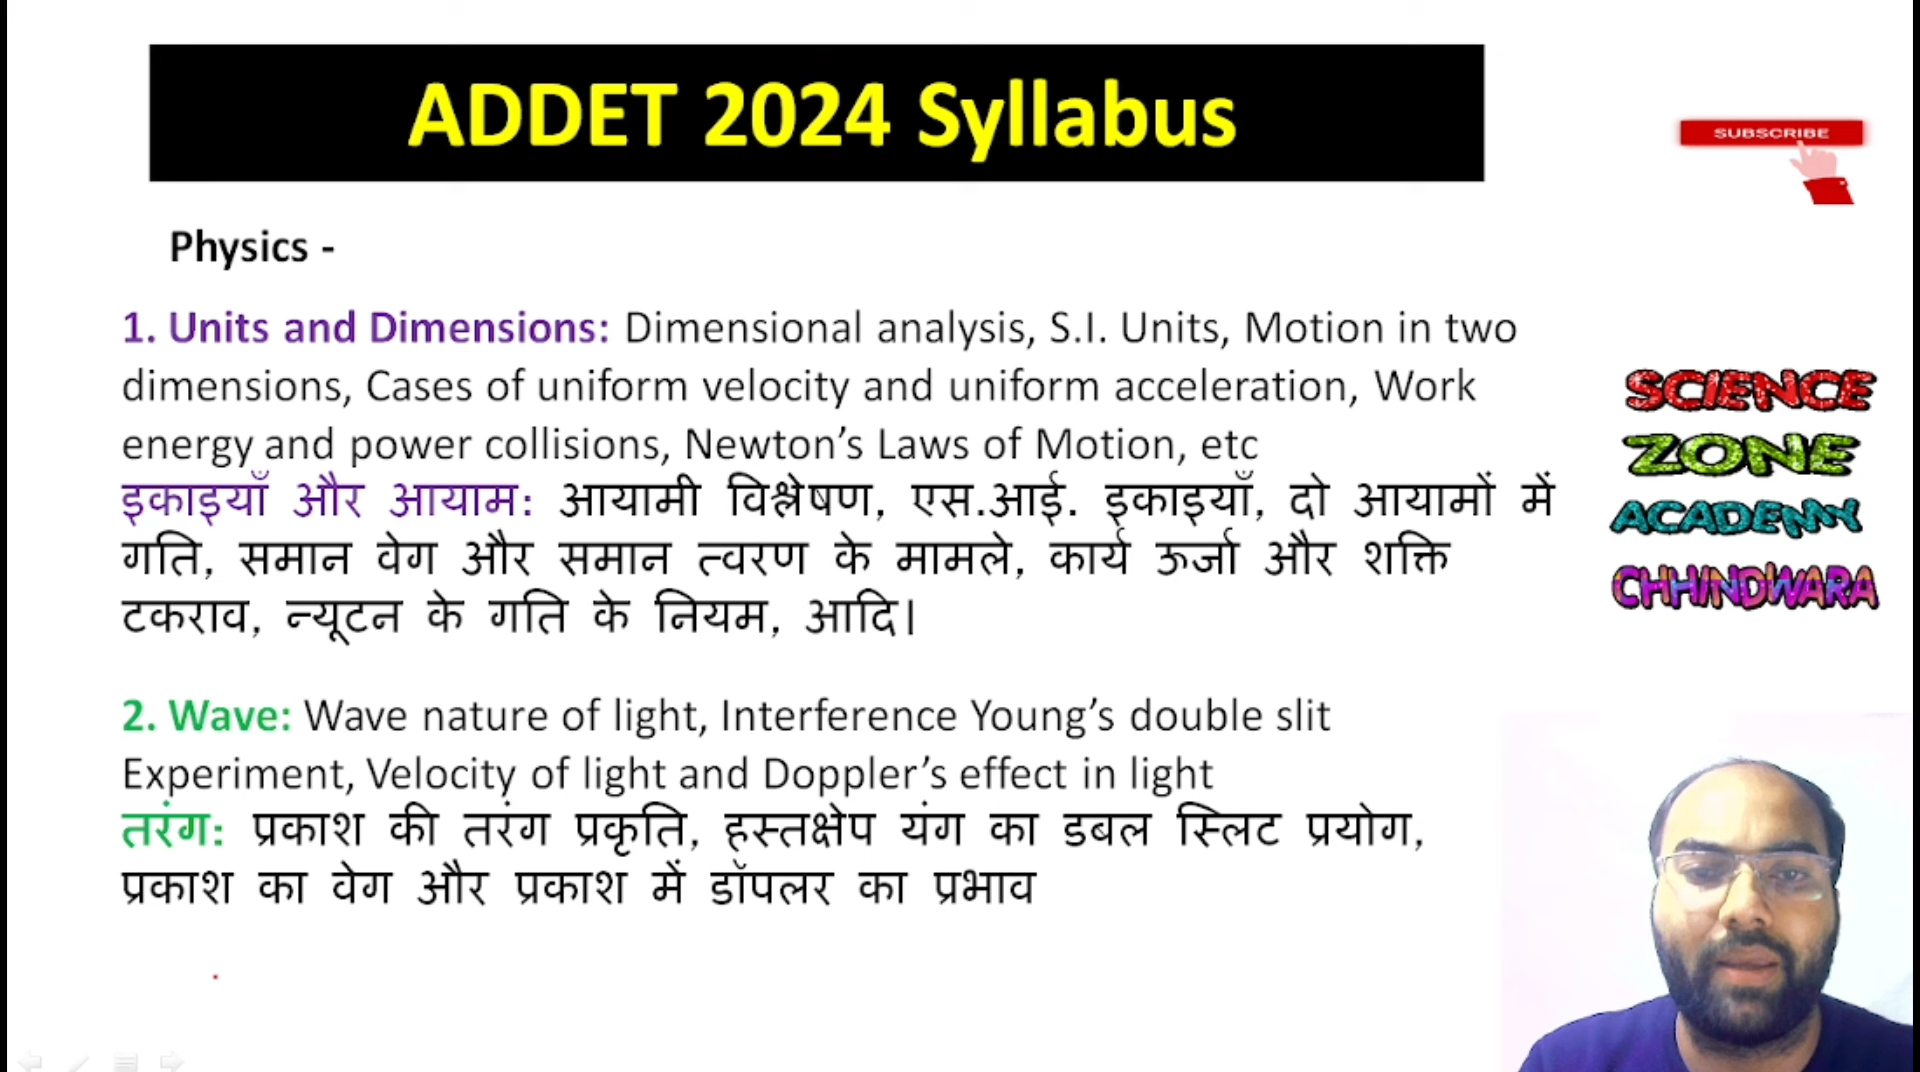 ADDET 2024 Syllabus
SUBSCRIBE
Physics -
1. Units and Dimensions: Dimensional analysis, S.I. Units, Motion in two
dimensions, Cases of uniform velocity and uniform acceleration, Work
energy and power collisions, Newton’s Laws of Motion, etc
इकाइयाँ और आयाम: आयामी विश्लेषण, एस.आई. इकाइयाँ, दो आयामों में
गति, समान वेग और समान त्वरण के मामले, कार्य ऊर्जा और शक्ति
टकराव, न्यूटन के गति के नियम, आदि|
2. Wave: Wave nature of light, Interference Young’s double slit
Experiment, Velocity of light and Doppler’s effect in light
तरंग: प्रकाश की तरंग प्रकृति, हस्तक्षेप यंग का डबल स्लिट प्रयोग,
प्रकाश का वेग और प्रकाश में डॉपलर का प्रभाव
SCIENCE
ZONE
ACADEMY
CHHINDWARA